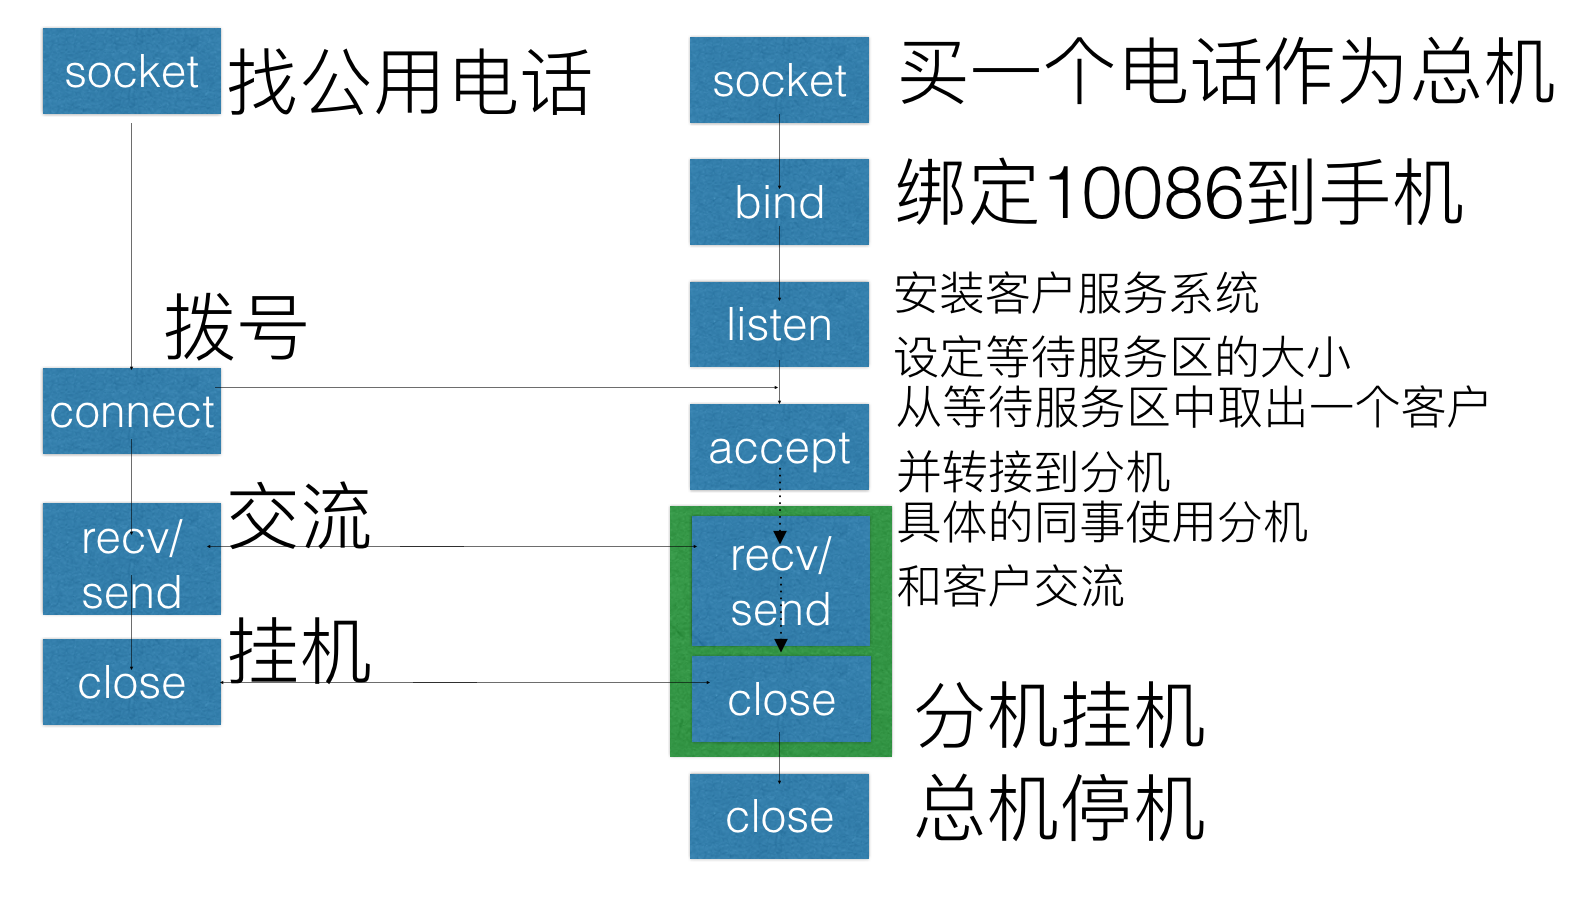 socket
找公用电话
拨号
connect
交流
recv/
send
挂机
close
socket
买一个电话作为总机
bind
绑定10086到手机
listen
安装客户服务系统
设定等待服务区的大小
accept
从等待服务区中取出一个客户
并转接到分机
recv/
send
具体的同事使用分机
和客户交流
close
分机挂机
close
总机停机